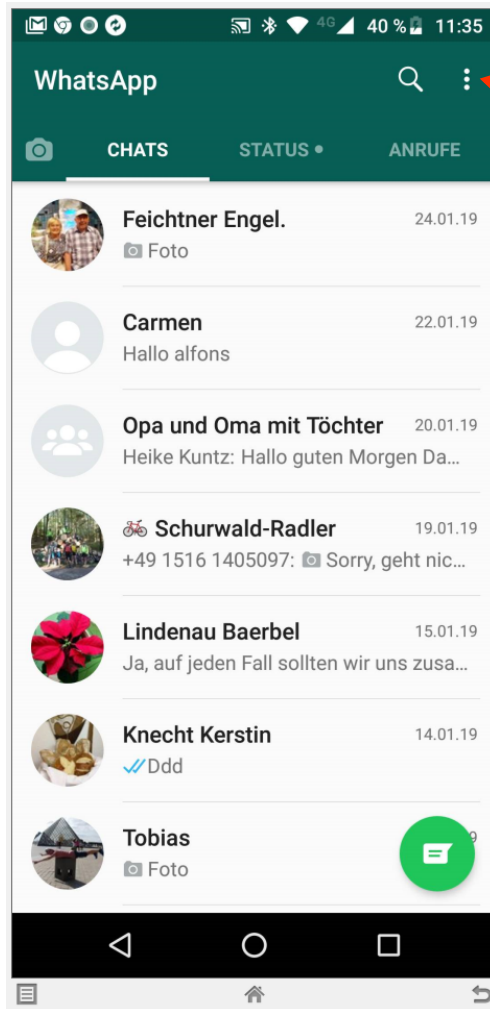 4G 40 % 11:35
WhatsApp
CHATS STATUS • ANRUFE
Feichtner Engel. 24.01.19
Foto
Carmen 22.01.19
Hallo alfons
Opa und Oma mit Töchter 20.01.19
Heike Kuntz: Hallo guten Morgen Da...
🚲 Schurwald-Radler 19.01.19
+49 1516 1405097: Sorry, geht nic...
Lindenau Baerbel 15.01.19
Ja, auf jeden Fall sollten wir uns zusa...
Knecht Kerstin 14.01.19
Ddd
Tobias
Foto